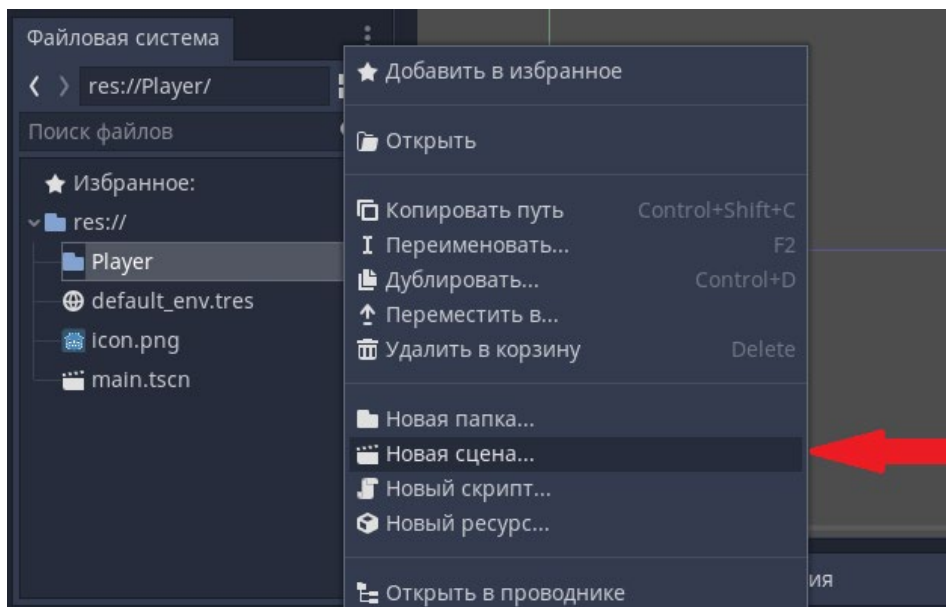 Файловая система
res://Player/
Поиск файлов
Избранное:
res://
Player
default_env.tres
icon.png
main.tscn
Добавить в избранное
Открыть
Копировать путь Control+Shift+C
Переименовать... F2
Дублировать... Control+D
Переместить в...
Удалить в корзину Delete
Новая папка...
Новая сцена...
Новый скрипт...
Новый ресурс...
Открыть в проводнике